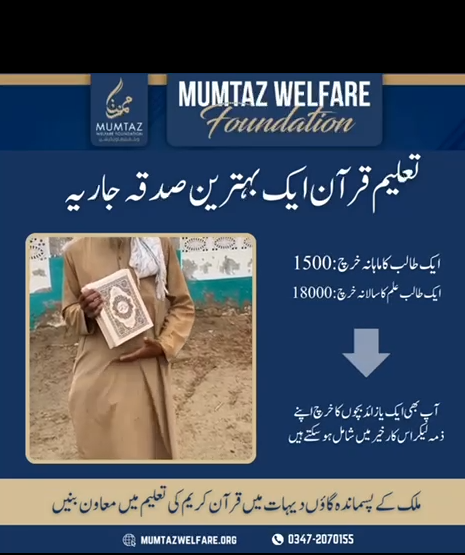 MUMTAZ
WELFARE FOUNDATION
MUMTAZ WELFARE
Foundation
تعلیم قرآن ایک بہترین صدقہ جاریہ
ایک طالب کا ماہانہ خرچ: 1500
ایک طالب علم کا سالانہ خرچ: 18000
آپ بھی ایک یا زائد بچوں کا خرچ اپنے
ذمہ لیکر اس کار خیر میں شامل ہو سکتے ہیں
ملک کے پسماندہ گاؤں دیہات میں قرآن کریم کی تعلیم میں معاون بنیں
MUMTAZWELFARE.ORG
0347-2070155